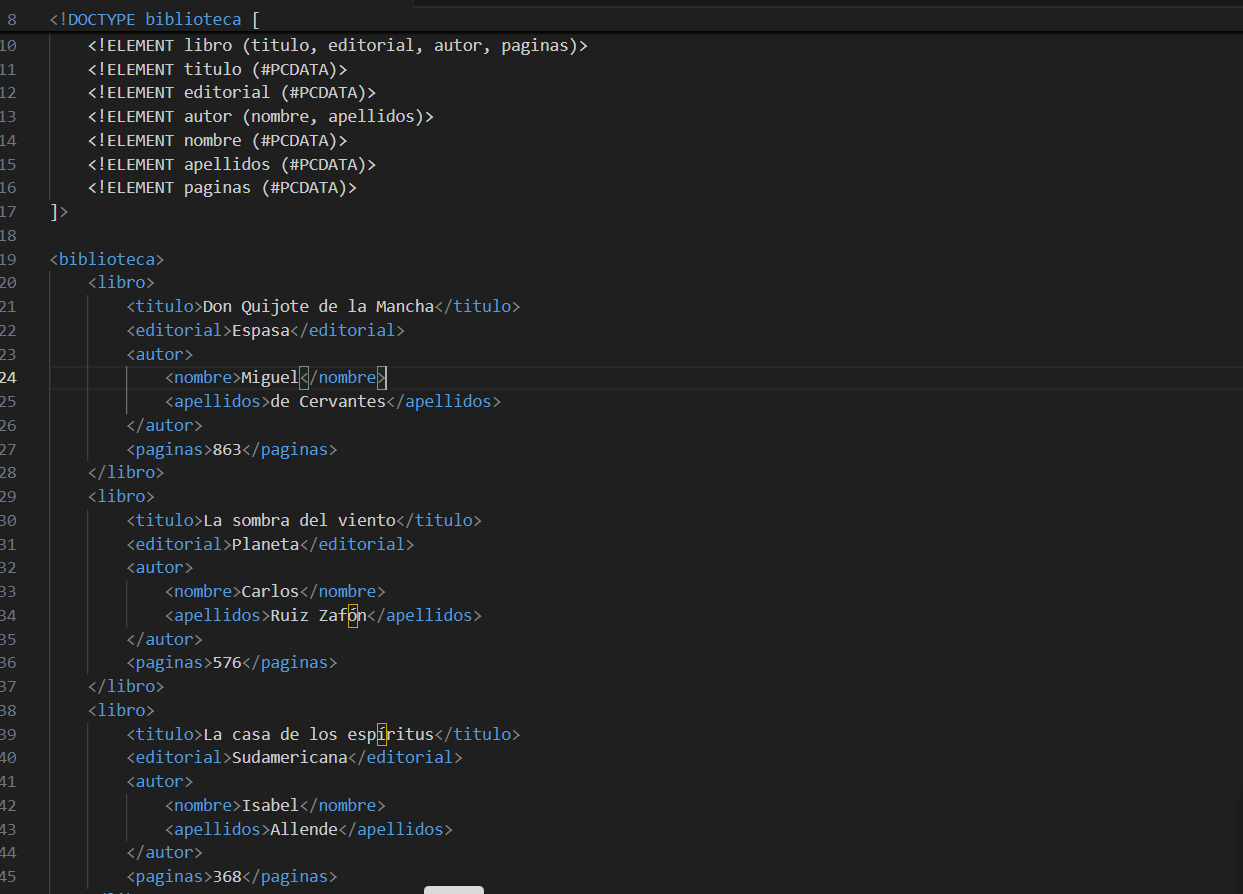 8 <!DOCTYPE biblioteca [
10 <!ELEMENT libro (titulo, editorial, autor, paginas)>
11 <!ELEMENT titulo (#PCDATA)>
12 <!ELEMENT editorial (#PCDATA)>
13 <!ELEMENT autor (nombre, apellidos)>
14 <!ELEMENT nombre (#PCDATA)>
15 <!ELEMENT apellidos (#PCDATA)>
16 <!ELEMENT paginas (#PCDATA)>
17 ]>
18
19 <biblioteca>
20 <libro>
21 <titulo>Don Quijote de la Mancha</titulo>
22 <editorial>Espasa</editorial>
23 <autor>
24 <nombre>Miguel</nombre>
25 <apellidos>de Cervantes</apellidos>
26 </autor>
27 <paginas>863</paginas>
28 </libro>
29 <libro>
30 <titulo>La sombra del viento</titulo>
31 <editorial>Planeta</editorial>
32 <autor>
33 <nombre>Carlos</nombre>
34 <apellidos>Ruiz Zafón</apellidos>
35 </autor>
36 <paginas>576</paginas>
37 </libro>
38 <libro>
39 <titulo>La casa de los espíritus</titulo>
40 <editorial>Sudamericana</editorial>
41 <autor>
42 <nombre>Isabel</nombre>
43 <apellidos>Allende</apellidos>
44 </autor>
45 <paginas>368</paginas>